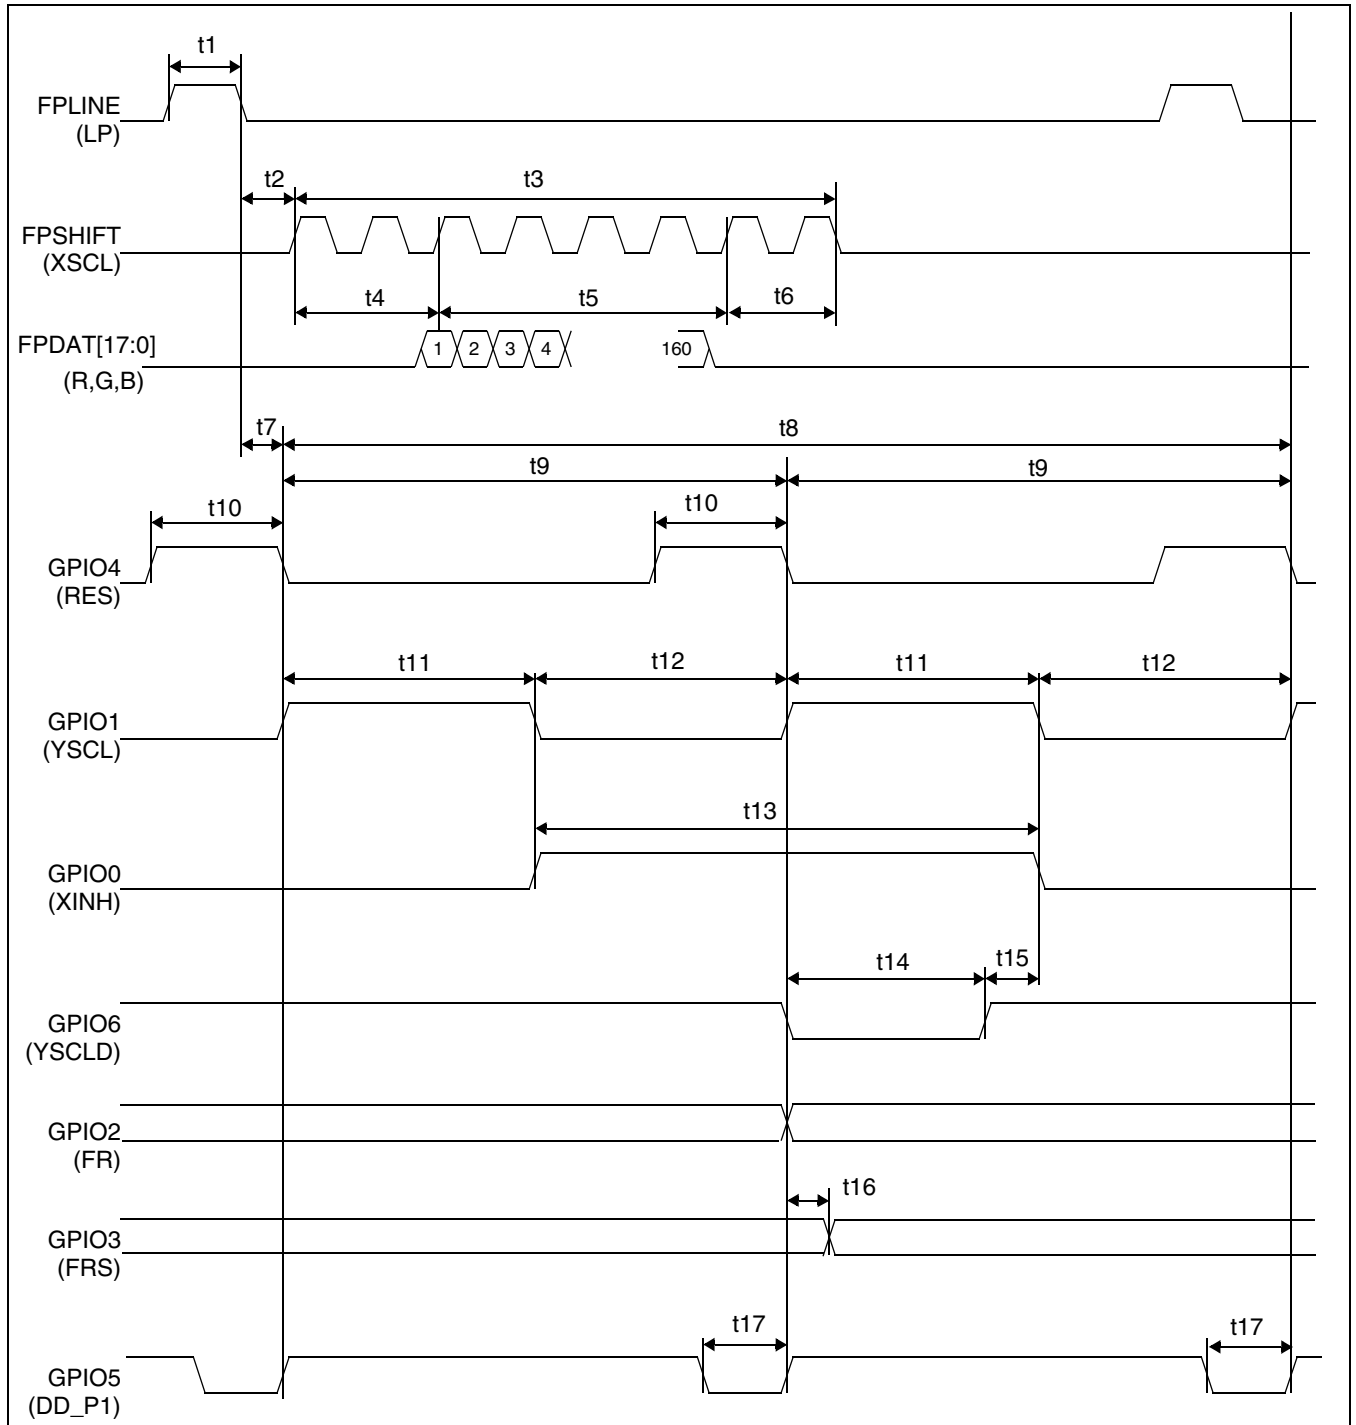 t1
FPLINE
(LP)
t2
t3
FPSHIFT
(XSCL)
t4
t5
t6
FPDAT[17:0]
(R,G,B)
1 2 3 4 160
t7
t8
t9
t9
t10
t10
GPIO4
(RES)
t11
t12
t11
t12
GPIO1
(YSCL)
t13
GPIO0
(XINH)
t14
t15
GPIO6
(YSCLD)
GPIO2
(FR)
t16
GPIO3
(FRS)
t17
t17
GPIO5
(DD_P1)